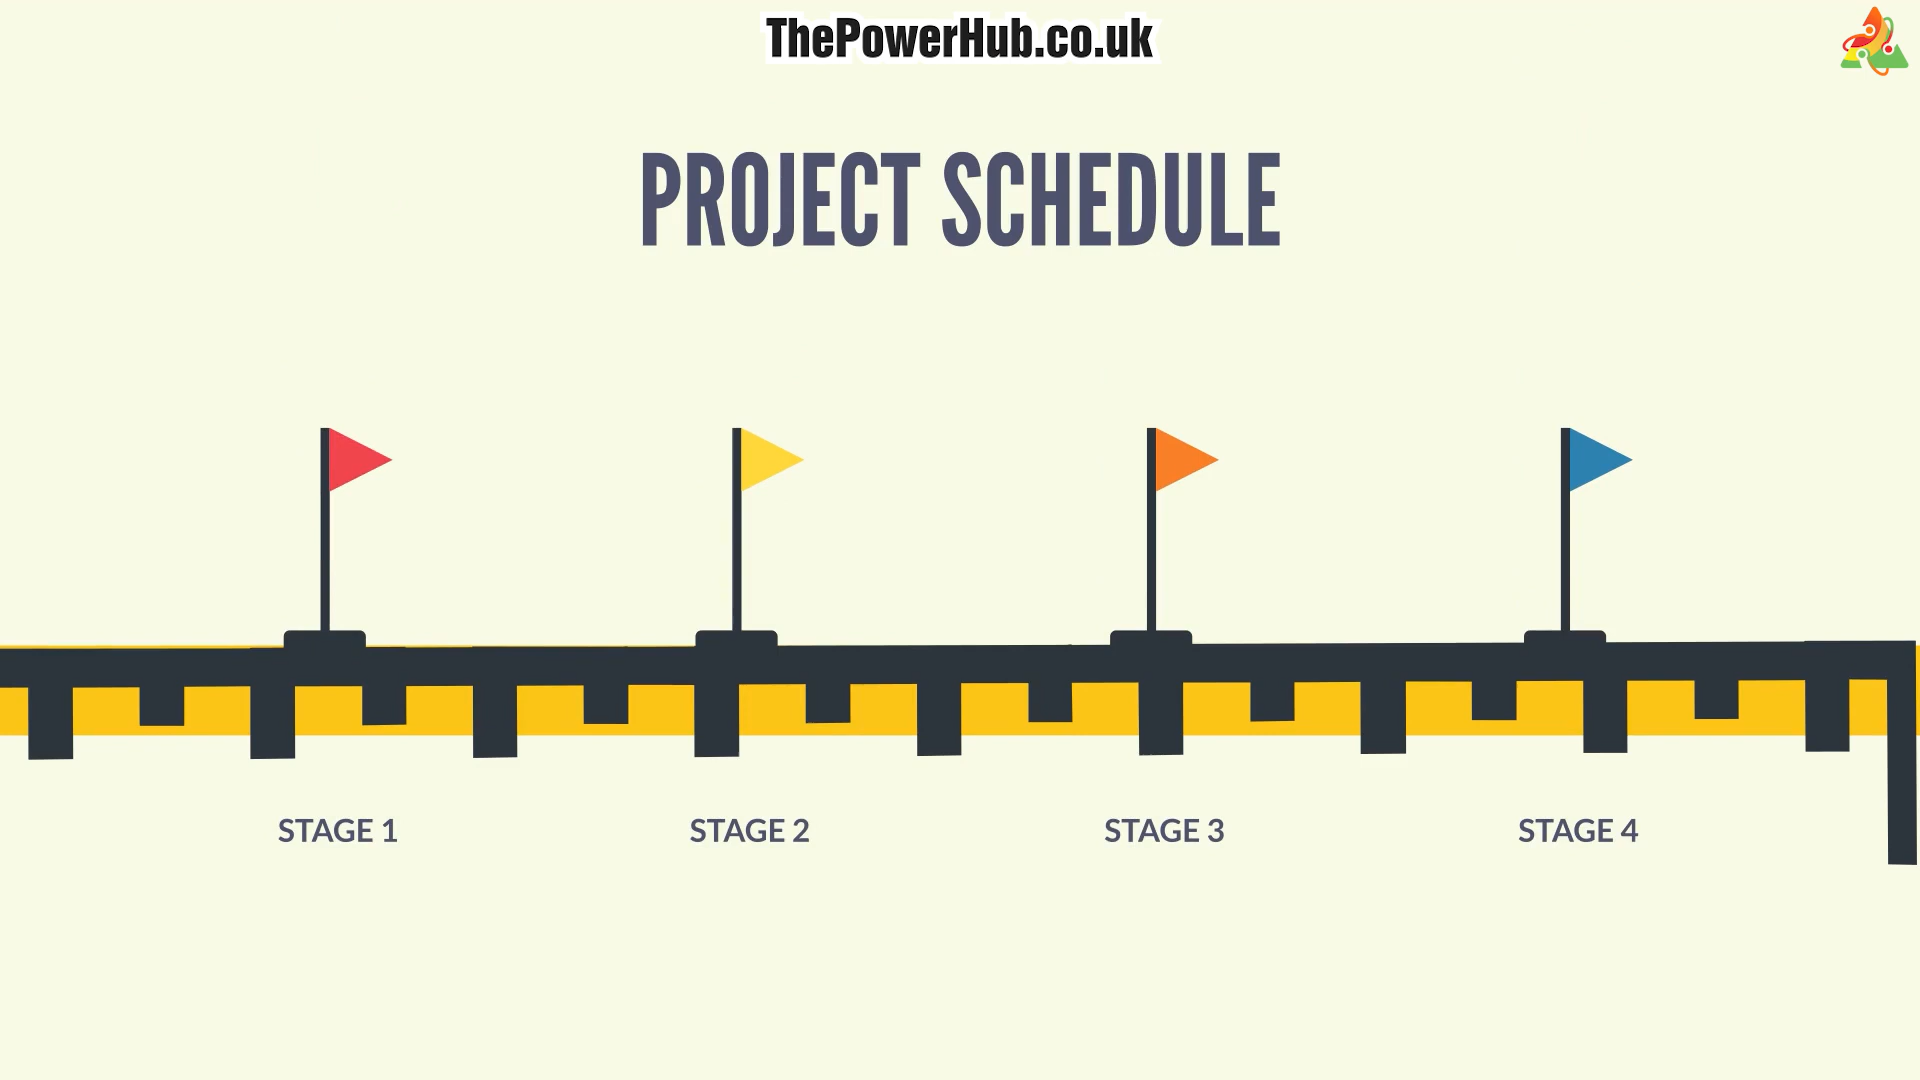 ThePowerHub.co.uk
PROJECT SCHEDULE
STAGE 1
STAGE 2
STAGE 3
STAGE 4